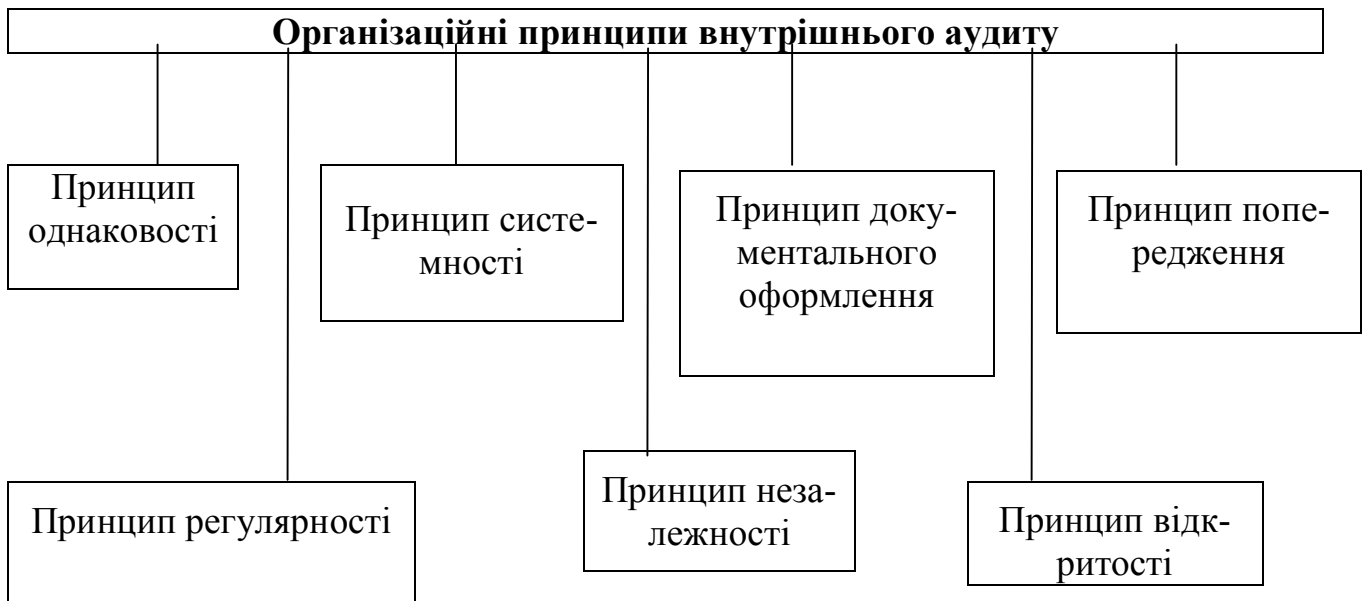 Організаційні принципи внутрішнього аудиту
Принцип
однаковості
Принцип систе-
мності
Принцип доку-
ментального
оформлення
Принцип попе-
редження
Принцип регулярності
Принцип неза-
лежності
Принцип відк-
ритості